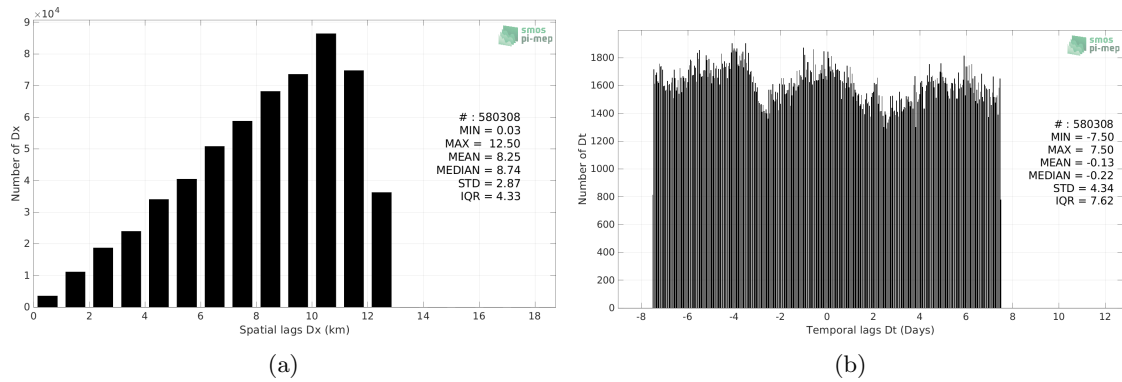 ×10⁴
9
8
7
6
5
4
3
2
1
0
Number of Dx
0 2 4 6 8 10 12 14 16 18
Spatial lags Dx (km)
smos
pi-mep
# : 580308
MIN = 0.03
MAX = 12.50
MEAN = 8.25
MEDIAN = 8.74
STD = 2.87
IQR = 4.33
(a)
1800
1600
1400
1200
1000
800
600
400
200
0
Number of Dt
-8 -6 -4 -2 0 2 4 6 8 10 12
Temporal lags Dt (Days)
smos
pi-mep
# : 580308
MIN = -7.50
MAX = 7.50
MEAN = -0.13
MEDIAN = -0.22
STD = 4.34
IQR = 7.62
(b)